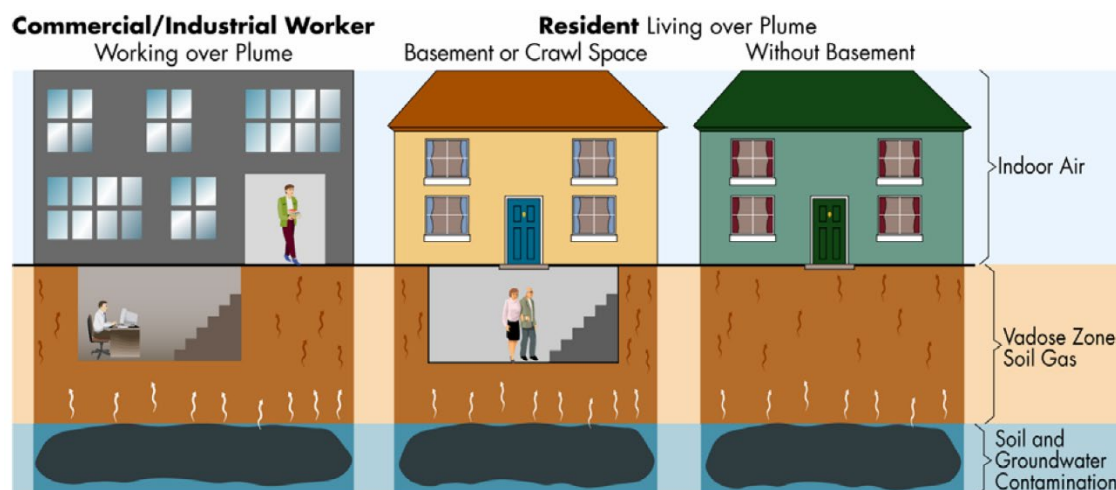 Commercial/Industrial Worker
Working over Plume
Resident Living over Plume
Basement or Crawl Space
Without Basement
Indoor Air
Vadose Zone
Soil Gas
Soil and
Groundwater
Contamination